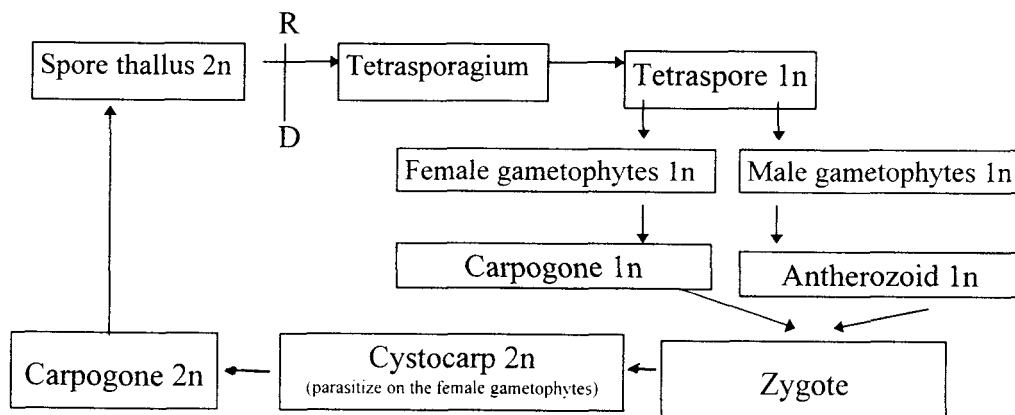 R
Spore thallus 2n
Tetrasporagium
Tetraspore 1n
D
Female gametophytes 1n
Male gametophytes 1n
Carpogone 1n
Antherozoid 1n
Carpogone 2n
Cystocarp 2n
(parasitize on the female gametophytes)
Zygote